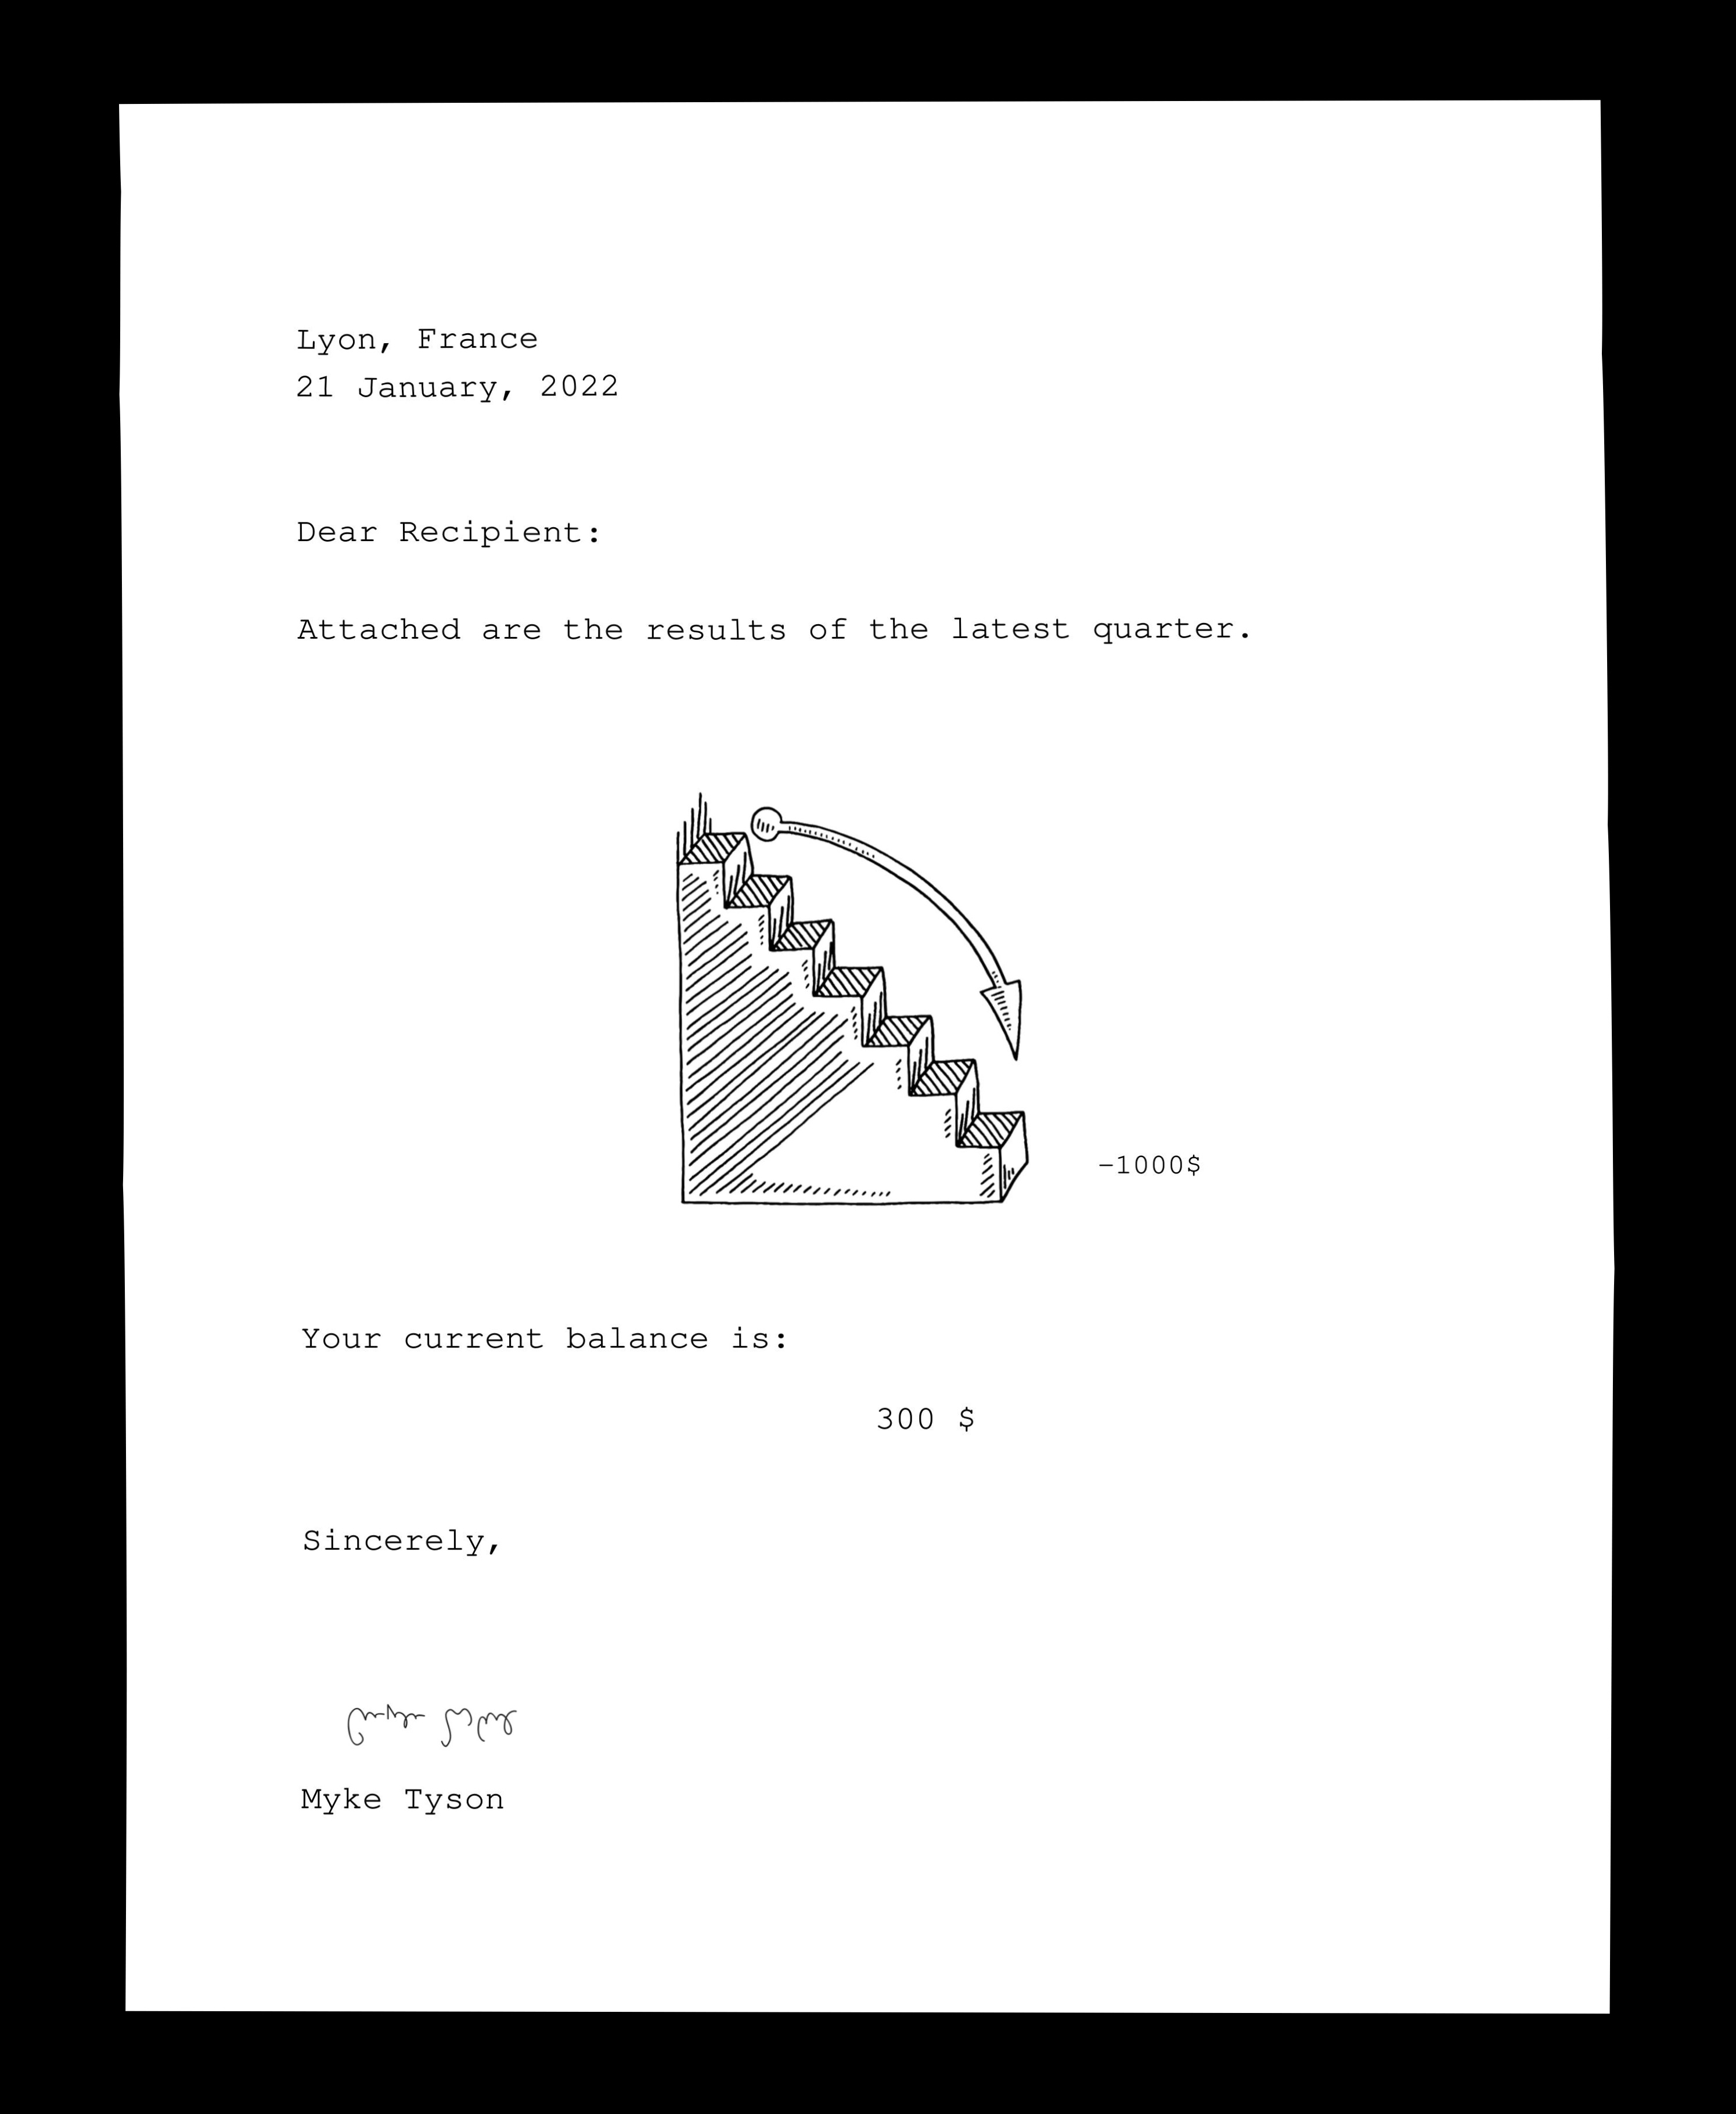 Lyon, France
21 January, 2022
Dear Recipient:
Attached are the results of the latest quarter.
-1000$
Your current balance is:
300 $
Sincerely,
Myke Tyson